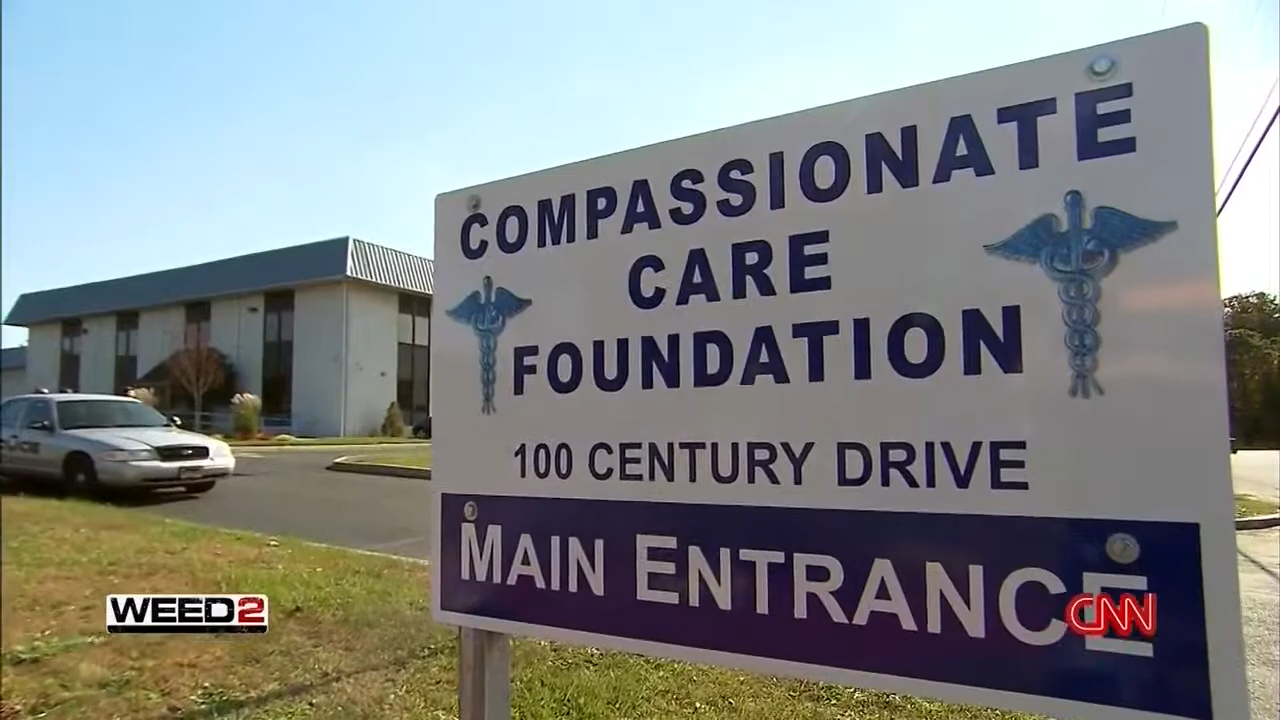 COMPASSIONATE
CARE
FOUNDATION
100 CENTURY DRIVE
MAIN ENTRANCE
WEED2
CNN